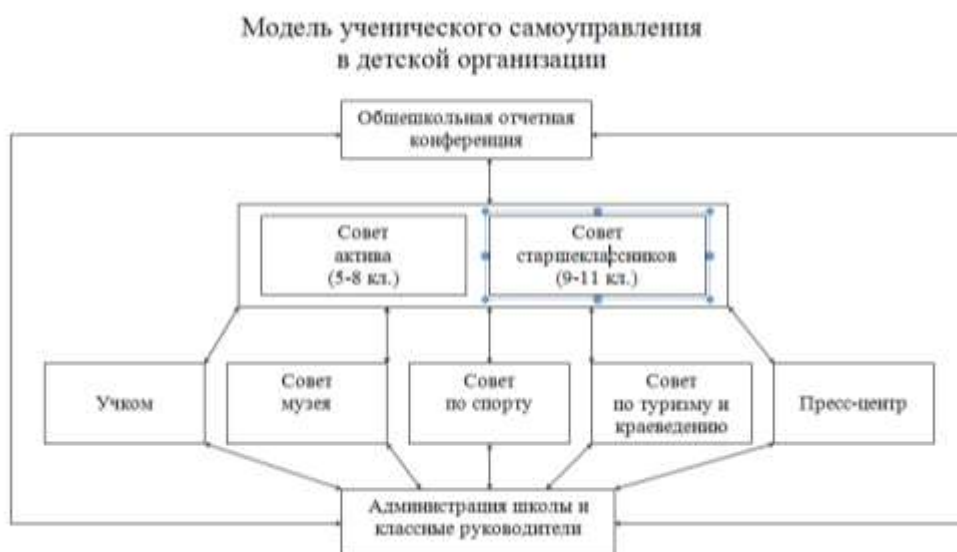 Модель ученического самоуправления
в детской организации
Общешкольная отчетная
конференция
Совет
актива
(5-8 кл.)
Совет
старшеклассников
(9-11 кл.)
Учком
Совет
музея
Совет
по спорту
Совет
по туризму и
краеведению
Пресс-центр
Администрация школы и
классные руководители